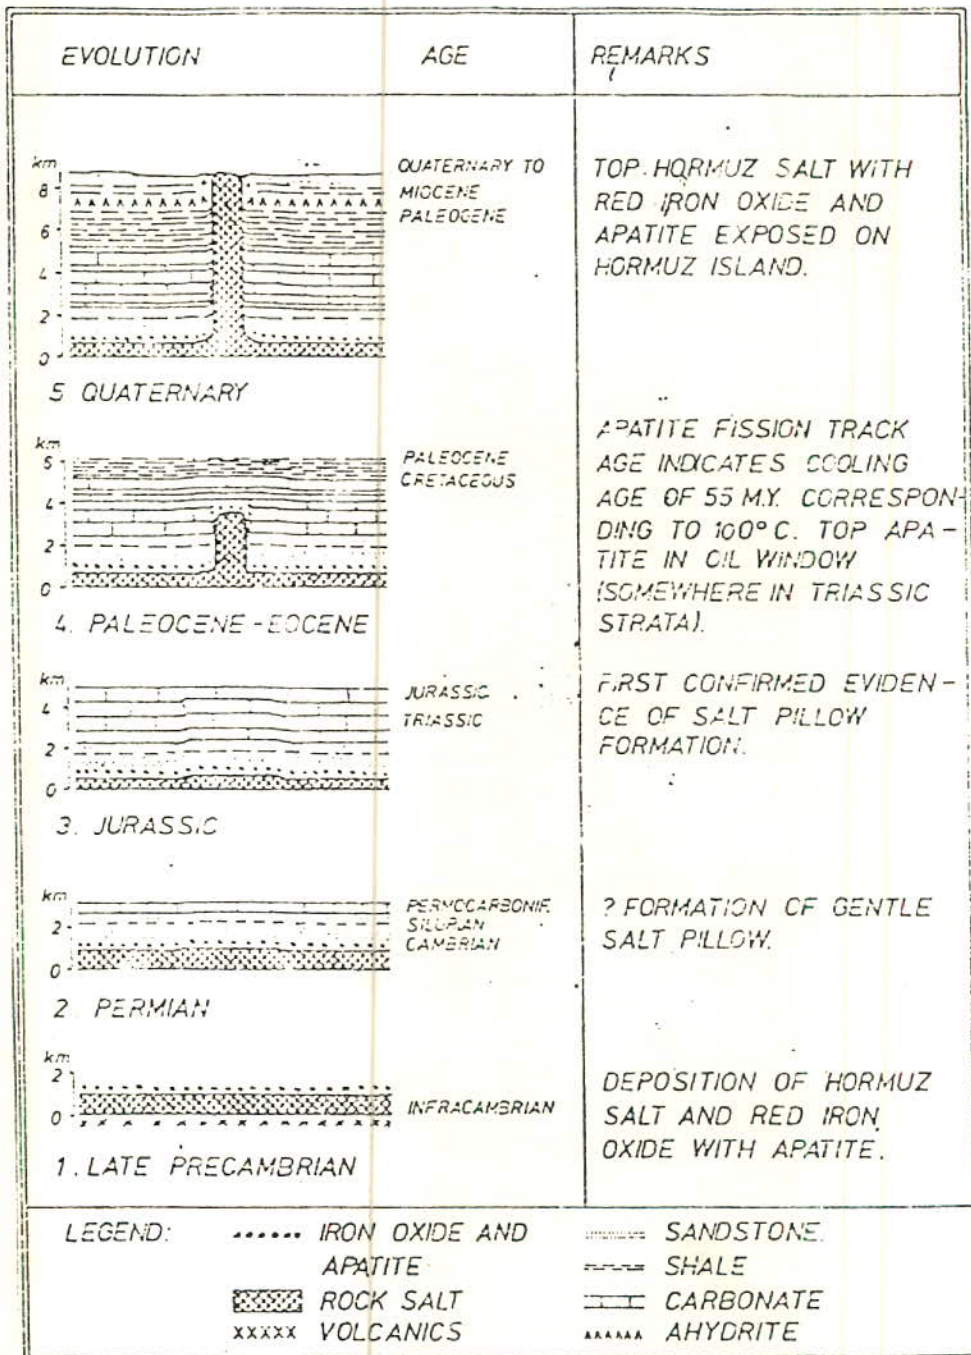 EVOLUTION AGE REMARKS
km
8
6
4
2
0
QUATERNARY TO
MIOCENE
PALEOCENE
TOP HORMUZ SALT WITH
RED IRON OXIDE AND
APATITE EXPOSED ON
HORMUZ ISLAND.
5 QUATERNARY
km
6
4
2
0
PALEOCENE
CRETACEOUS
APATITE FISSION TRACK
AGE INDICATES COOLING
AGE OF 55 M.Y. CORRESPON-
DING TO 100°C. TOP APA-
TITE IN OIL WINDOW
(SOMEWHERE IN TRIASSIC
STRATA).
4. PALEOCENE-EOCENE
km
4
2
0
JURASSIC
TRIASSIC
FIRST CONFIRMED EVIDEN-
CE OF SALT PILLOW
FORMATION.
3. JURASSIC
km
2
0
PERMOCARBONIF.
SILURIAN
CAMBRIAN
? FORMATION OF GENTLE
SALT PILLOW.
2. PERMIAN
km
2
0
INFRACAMBRIAN
DEPOSITION OF HORMUZ
SALT AND RED IRON
OXIDE WITH APATITE.
1. LATE PRECAMBRIAN
LEGEND:
IRON OXIDE AND
APATITE
ROCK SALT
VOLCANICS
SANDSTONE
SHALE
CARBONATE
AHYDRITE